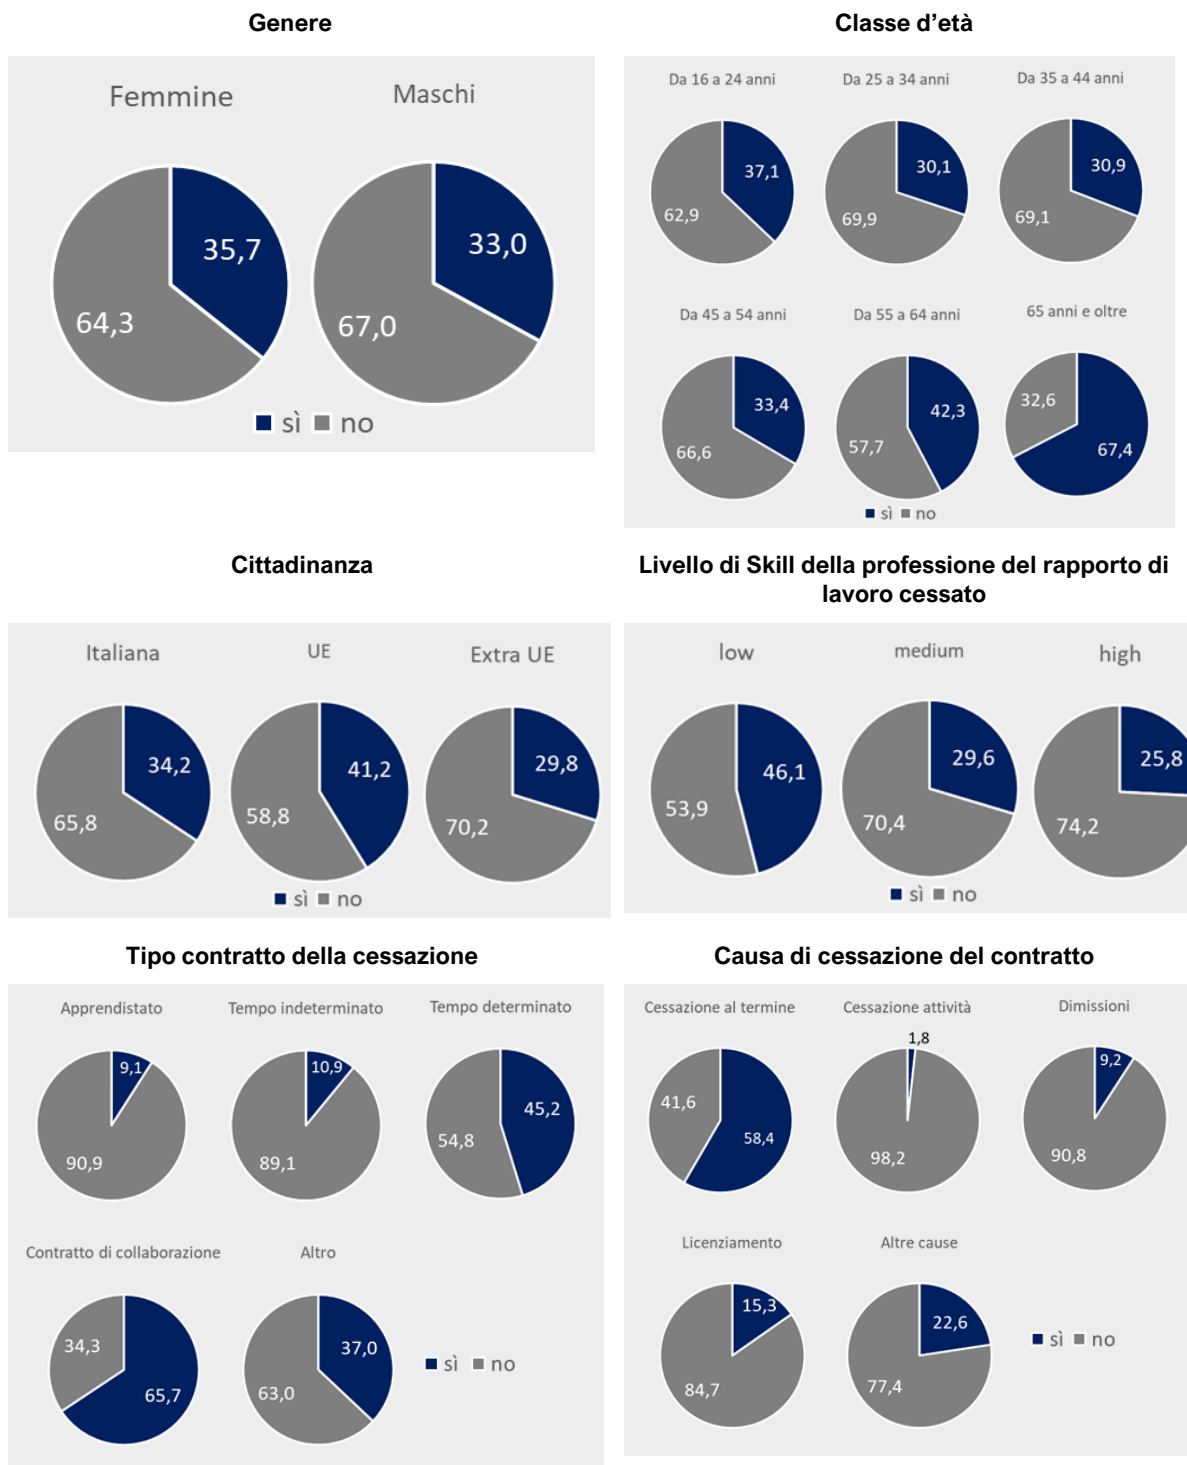 Genere
Femmine
Maschi
35,7
64,3
33,0
67,0
sì no
Classe d’età
Da 16 a 24 anni
Da 25 a 34 anni
Da 35 a 44 anni
37,1
62,9
30,1
69,9
30,9
69,1
Da 45 a 54 anni
Da 55 a 64 anni
65 anni e oltre
33,4
66,6
42,3
57,7
32,6
67,4
sì no
Cittadinanza
Italiana
UE
Extra UE
34,2
65,8
41,2
58,8
29,8
70,2
sì no
Livello di Skill della professione del rapporto di
lavoro cessato
low
medium
high
46,1
53,9
29,6
70,4
25,8
74,2
sì no
Tipo contratto della cessazione
Apprendistato
Tempo indeterminato
Tempo determinato
9,1
90,9
10,9
89,1
45,2
54,8
Contratto di collaborazione
Altro
34,3
65,7
37,0
63,0
sì no
Causa di cessazione del contratto
Cessazione al termine
Cessazione attività
Dimissioni
41,6
58,4
1,8
98,2
9,2
90,8
Licenziamento
Altre cause
15,3
84,7
22,6
77,4
sì no